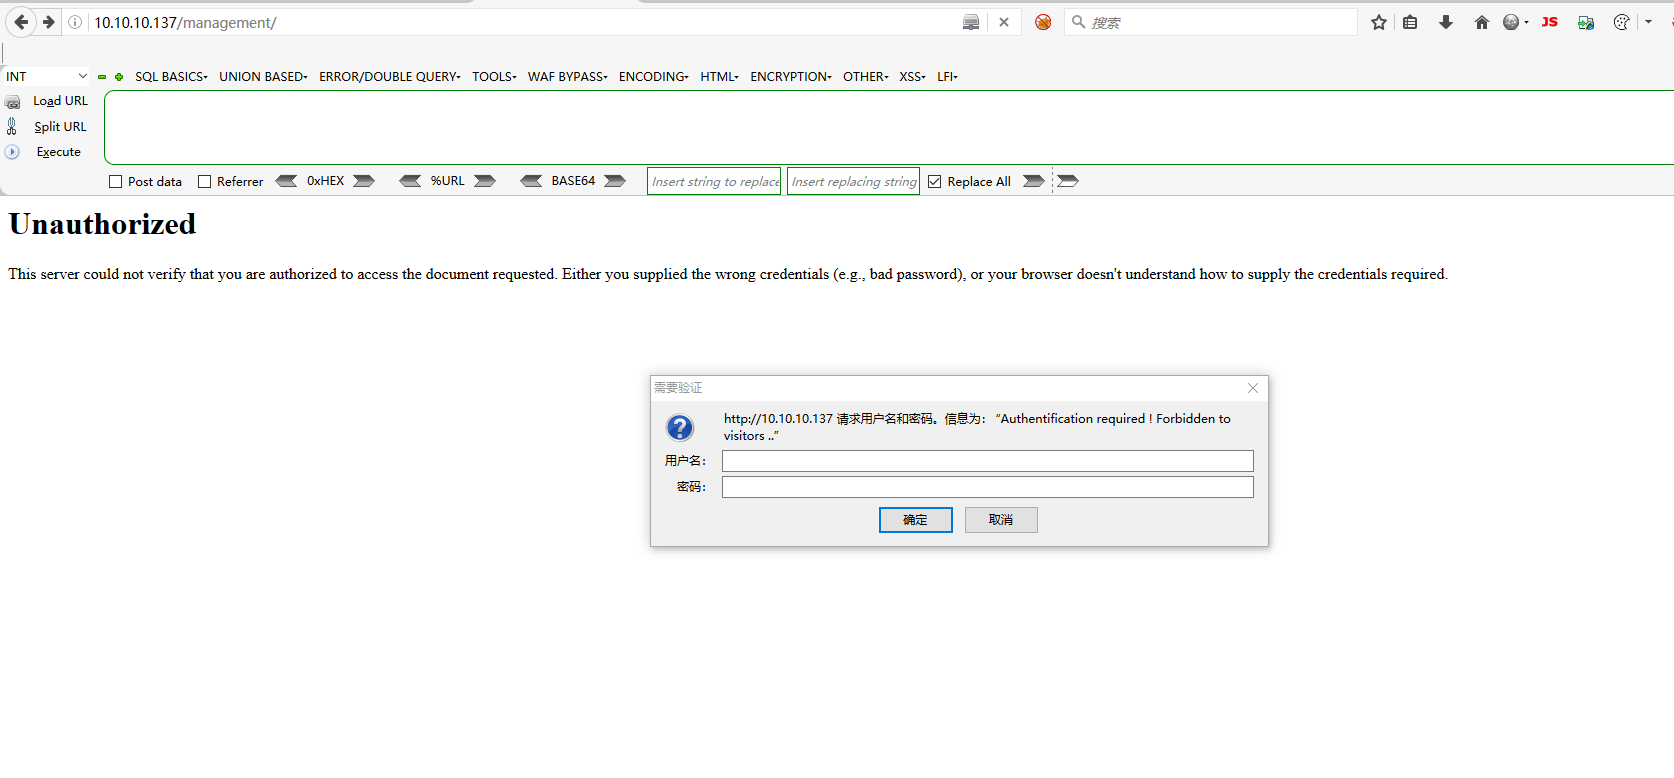 10.10.10.137/management/
搜索
JS
INT
SQL BASICS
UNION BASED
ERROR/DOUBLE QUERY
TOOLS
WAF BYPASS
ENCODING
HTML
ENCRYPTION
OTHER
XSS
LFI
Load URL
Split URL
Execute
Post data
Referrer
0xHEX
%URL
BASE64
Insert string to replace
Insert replacing string
Replace All
Unauthorized
This server could not verify that you are authorized to access the document requested. Either you supplied the wrong credentials (e.g., bad password), or your browser doesn't understand how to supply the credentials required.
需要验证
http://10.10.10.137 请求用户名和密码。信息为： “Authentification required ! Forbidden to
visitors ..”
用户名：
密码：
确定
取消